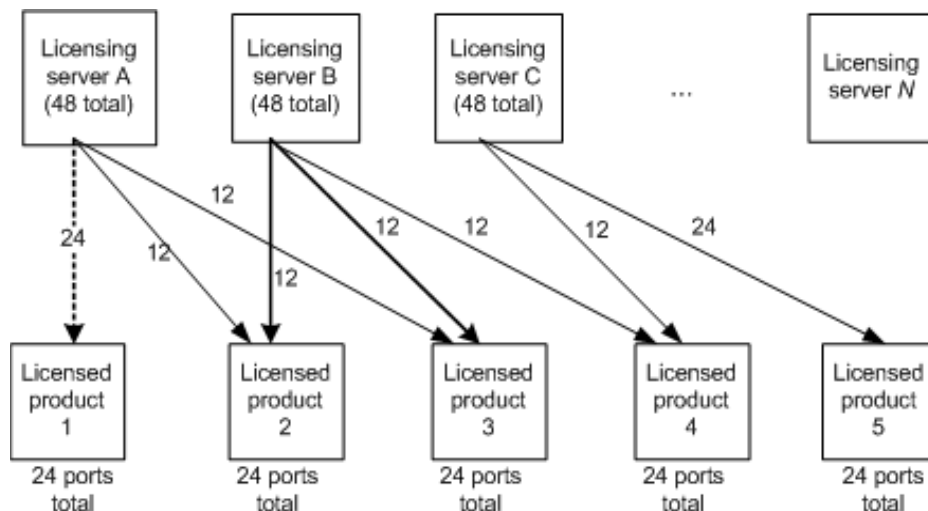 Licensing
server A
(48 total)
Licensing
server B
(48 total)
Licensing
server C
(48 total)
...
Licensing
server N
24
12
12
12
12
12
12
24
Licensed
product
1
Licensed
product
2
Licensed
product
3
Licensed
product
4
Licensed
product
5
24 ports
total
24 ports
total
24 ports
total
24 ports
total
24 ports
total